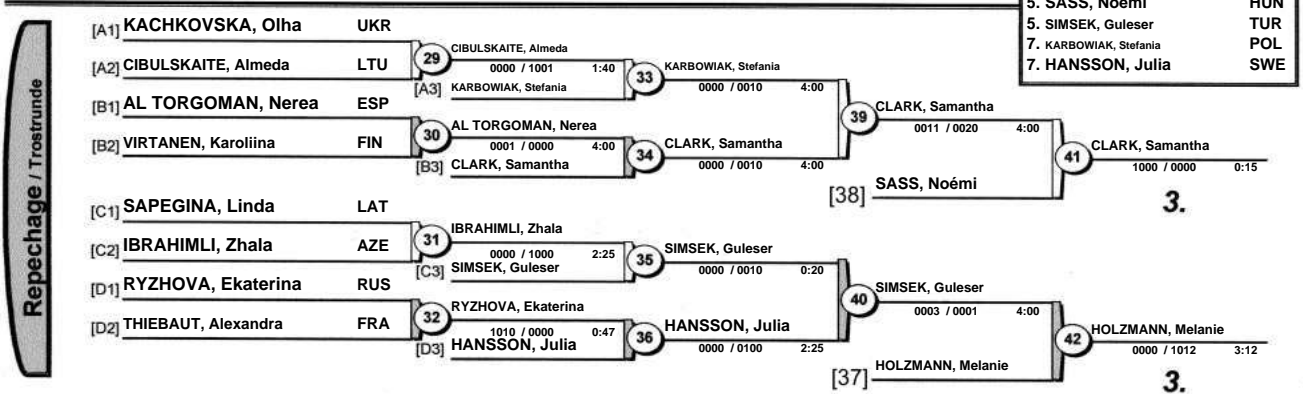 5. SASS, Noémi HUN
5. SIMSEK, Guleser TUR
7. KARBOWIAK, Stefania POL
7. HANSSON, Julia SWE
Repechage / Trostrunde
[A1] KACHKOVSKA, Olha UKR
[A2] CIBULSKAITE, Almeda LTU
[B1] AL TORGOMAN, Nerea ESP
[B2] VIRTANEN, Karoliina FIN
[C1] SAPEGINA, Linda LAT
[C2] IBRAHIMLI, Zhala AZE
[D1] RYZHOVA, Ekaterina RUS
[D2] THIEBAUT, Alexandra FRA
29
CIBULSKAITE, Almeda
0000 / 1001 1:40
[A3] KARBOWIAK, Stefania
30
AL TORGOMAN, Nerea
0001 / 0000 4:00
[B3] CLARK, Samantha
31
IBRAHIMLI, Zhala
0000 / 1000 2:25
[C3] SIMSEK, Guleser
32
RYZHOVA, Ekaterina
1010 / 0000 0:47
[D3] HANSSON, Julia
33
KARBOWIAK, Stefania
0000 / 0010 4:00
34
CLARK, Samantha
0000 / 0010 4:00
35
SIMSEK, Guleser
0000 / 0010 0:20
36
HANSSON, Julia
0000 / 0100 2:25
39
CLARK, Samantha
0011 / 0020 4:00
[38] SASS, Noémi
40
SIMSEK, Guleser
0003 / 0001 4:00
[37] HOLZMANN, Melanie
41
CLARK, Samantha
1000 / 0000 0:15
3.
42
HOLZMANN, Melanie
0000 / 1012 3:12
3.